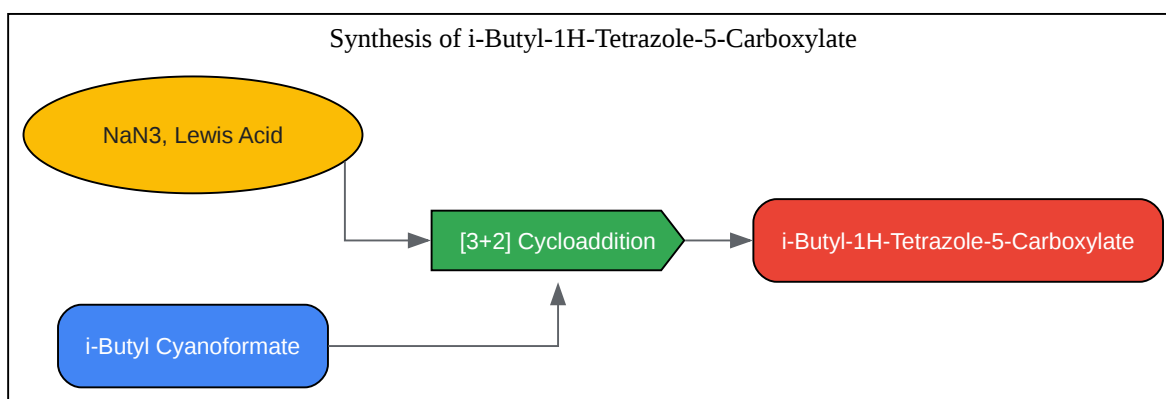 Synthesis of i-Butyl-1H-Tetrazole-5-Carboxylate
NaN3, Lewis Acid
[3+2] Cycloaddition
i-Butyl-1H-Tetrazole-5-Carboxylate
i-Butyl Cyanoformate